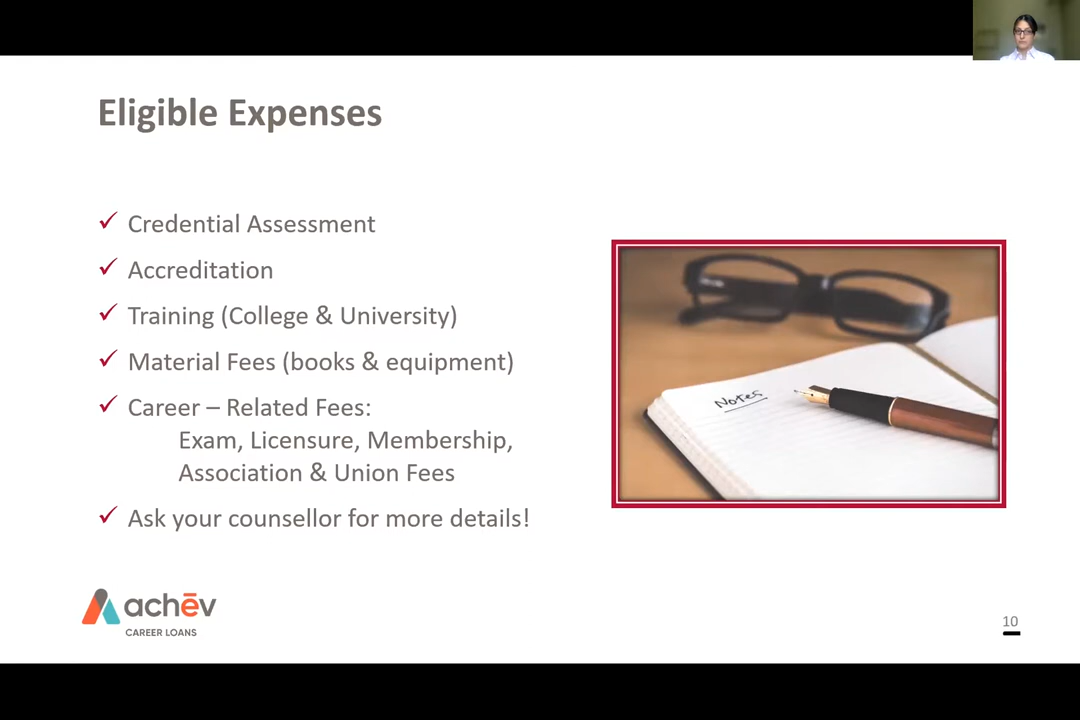 Eligible Expenses
✓ Credential Assessment
✓ Accreditation
✓ Training (College & University)
✓ Material Fees (books & equipment)
✓ Career – Related Fees:
Exam, Licensure, Membership,
Association & Union Fees
✓ Ask your counsellor for more details!
Notes
achēv
CAREER LOANS
10